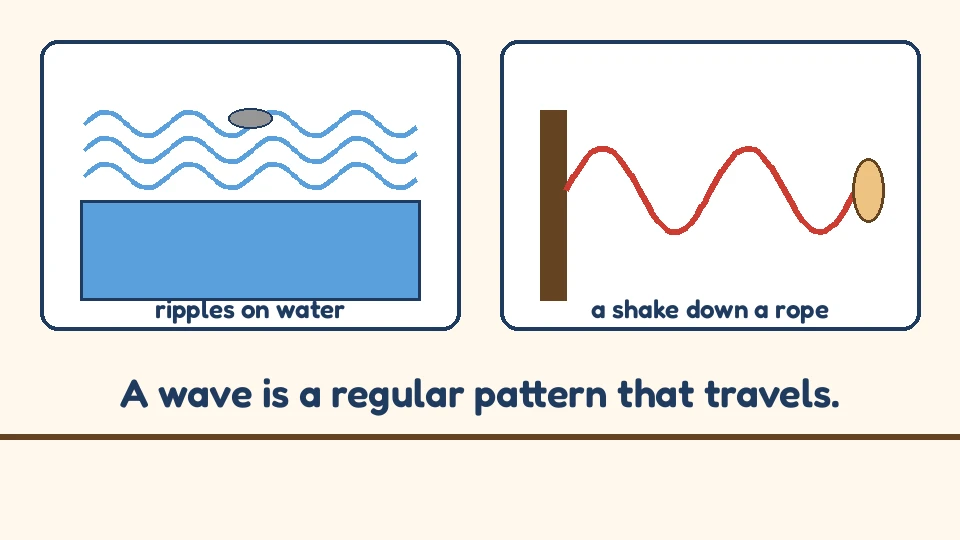 ripples on water
a shake down a rope
A wave is a regular pattern that travels.